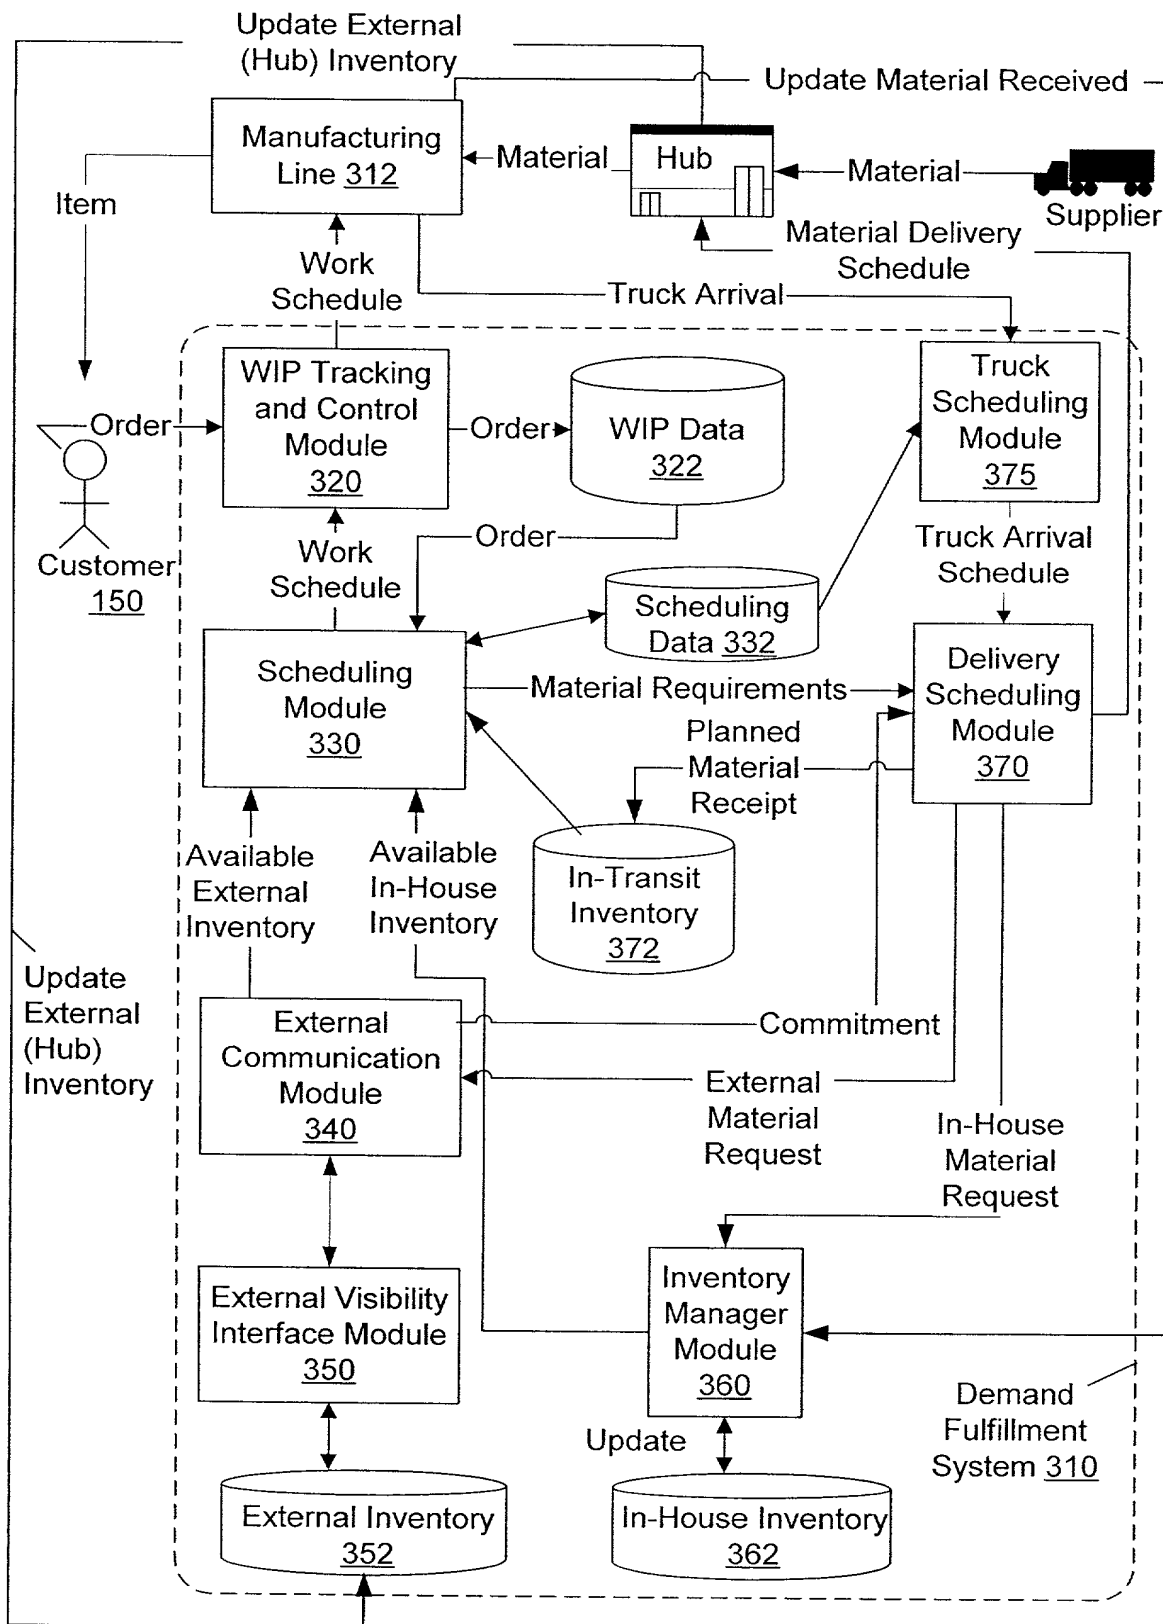 Update External
(Hub) Inventory
Update Material Received
Manufacturing
Line 312
Material
Hub
Material
Supplier
Item
Material Delivery
Schedule
Work
Schedule
Truck Arrival
WIP Tracking
and Control
Module
320
Order
Order
WIP Data
322
Truck
Scheduling
Module
375
Customer
150
Work
Schedule
Order
Truck Arrival
Schedule
Scheduling
Data 332
Scheduling
Module
330
Material Requirements
Delivery
Scheduling
Module
370
Planned
Material
Receipt
Available
External
Inventory
Available
In-House
Inventory
In-Transit
Inventory
372
Update
External
(Hub)
Inventory
External
Communication
Module
340
Commitment
External
Material
Request
In-House
Material
Request
External Visibility
Interface Module
350
Inventory
Manager
Module
360
Demand
Fulfillment
System 310
Update
External Inventory
352
In-House Inventory
362